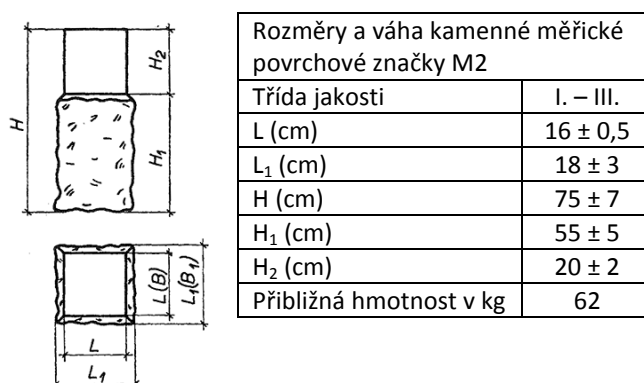 H
H₂
H₁
L(B)
L₁(B₁)
L
L₁
Rozměry a váha kamenné měřické
povrchové značky M2
Třída jakosti I. – III.
L (cm) 16 ± 0,5
L₁ (cm) 18 ± 3
H (cm) 75 ± 7
H₁ (cm) 55 ± 5
H₂ (cm) 20 ± 2
Přibližná hmotnost v kg 62